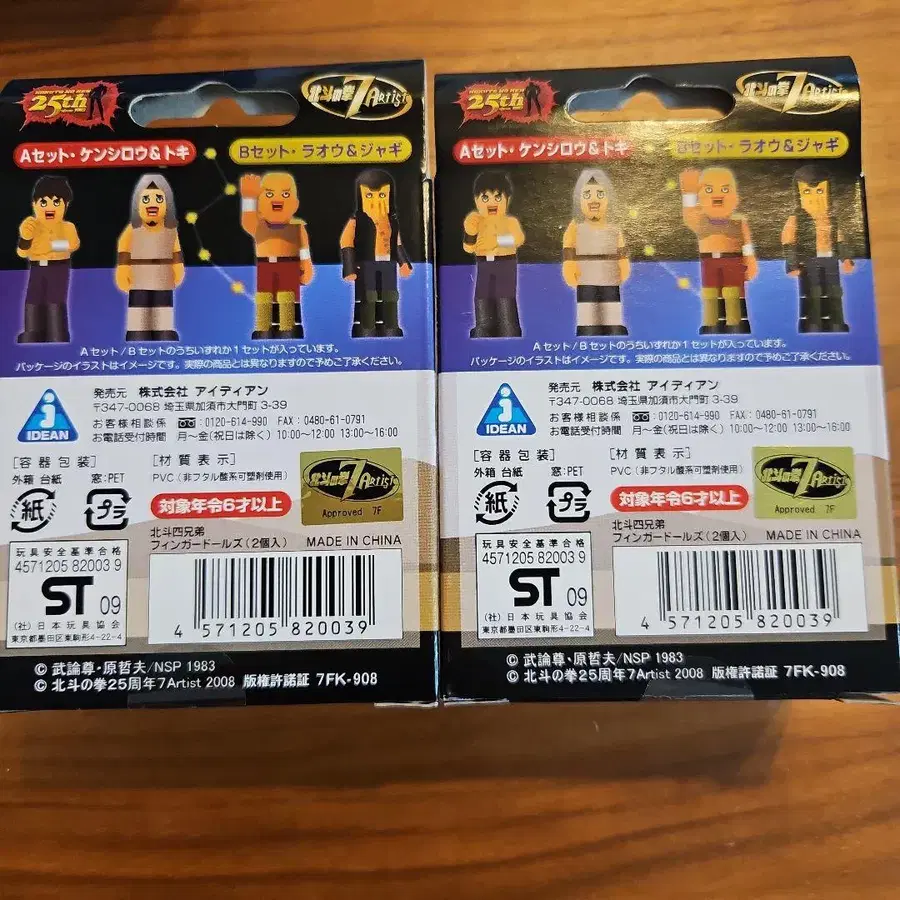 HOKUTO NO KEN
25th
北斗の拳 7 Artist
Aセット・ケンシロウ&トキ
Bセット・ラオウ&ジャギ
Aセット/Bセットのうちいずれか1セットが入っています。
パッケージのイラストはイメージです。実際の商品とは異なりますので予めご了承ください。
IDEAN
発売元 株式会社 アイディアン
〒347-0068 埼玉県加須市大門町 3-39
お客様相談係 :0120-614-990 FAX:0480-61-0791
お電話受付時間 月~金(祝日は除く) 10:00~12:00 13:00~16:00
[容器包装]
外箱 台紙 窓:PET
紙
プラ
[材質表示]
PVC(非フタル酸系可塑剤使用)
対象年令6才以上
北斗の拳 7 Artist
Approved 7F
北斗四兄弟
フィンガードールズ(2個入)
MADE IN CHINA
玩具安全基準合格
4571205 82003 9
ST 09
(社)日本玩具協会
東京都墨田区東駒形4-22-4
4 571205 820039
© 武論尊・原哲夫/NSP 1983
© 北斗の拳25周年7Artist 2008 版権許諾証 7FK-908
HOKUTO NO KEN
25th
北斗の拳 7 Artist
Aセット・ケンシロウ&トキ
Bセット・ラオウ&ジャギ
Aセット/Bセットのうちいずれか1セットが入っています。
パッケージのイラストはイメージです。実際の商品とは異なりますので予めご了承ください。
IDEAN
発売元 株式会社 アイディアン
〒347-0068 埼玉県加須市大門町 3-39
お客様相談係 :0120-614-990 FAX:0480-61-0791
お電話受付時間 月~金(祝日は除く) 10:00~12:00 13:00~16:00
[容器包装]
外箱 台紙 窓:PET
紙
プラ
[材質表示]
PVC(非フタル酸系可塑剤使用)
対象年令6才以上
北斗の拳 7 Artist
Approved 7F
北斗四兄弟
フィンガードールズ(2個入)
MADE IN CHINA
玩具安全基準合格
4571205 82003 9
ST 09
(社)日本玩具協会
東京都墨田区東駒形4-22-4
4 571205 820039
© 武論尊・原哲夫/NSP 1983
© 北斗の拳25周年7Artist 2008 版権許諾証 7FK-908